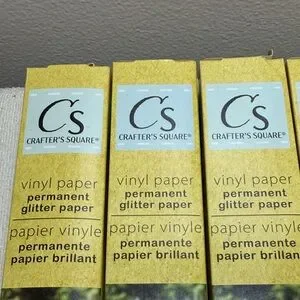 Cs
CRAFTER'S SQUARE®
vinyl paper
permanent
glitter paper
papier vinyle
permanente
papier brillant
Cs
CRAFTER'S SQUARE®
vinyl paper
permanent
glitter paper
papier vinyle
permanente
papier brillant
Cs
CRAFTER'S SQUARE®
vinyl paper
permanent
glitter paper
papier vinyle
permanente
papier brillant